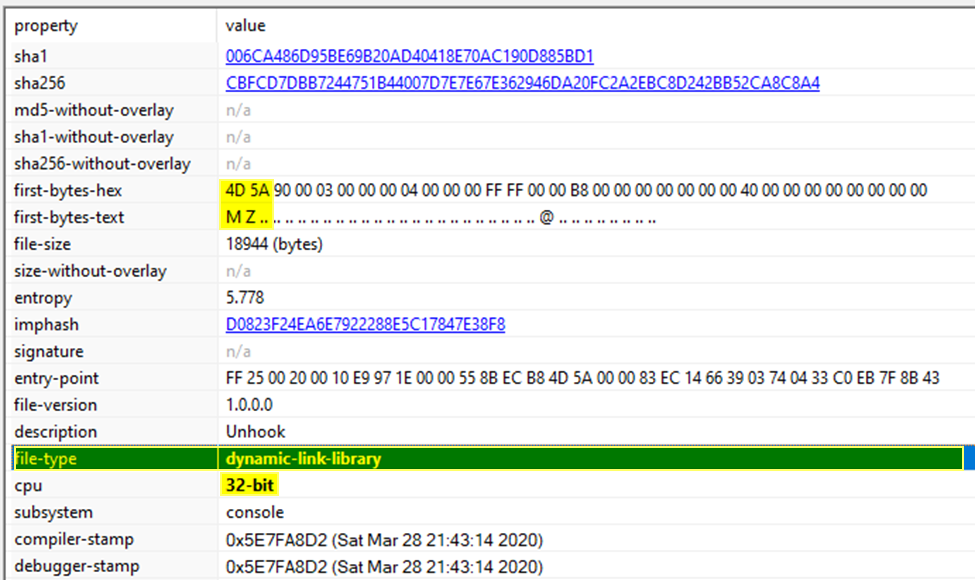 property value
sha1 006CA486D95BE69B20AD40418E70AC190D885BD1
sha256 CBFCD7DBB7244751B44007D7E7E67E362946DA20FC2A2EBC8D242BB52CA8C8A4
md5-without-overlay n/a
sha1-without-overlay n/a
sha256-without-overlay n/a
first-bytes-hex 4D 5A 90 00 03 00 00 00 04 00 00 00 FF FF 00 00 B8 00 00 00 00 00 00 00 40 00 00 00 00 00 00 00
first-bytes-text M Z .. .. .. .. .. .. .. .. .. .. .. .. .. .. .. .. .. .. .. .. .. .. @ .. .. .. .. .. .. ..
file-size 18944 (bytes)
size-without-overlay n/a
entropy 5.778
imphash D0823F24EA6E7922288E5C17847E38F8
signature n/a
entry-point FF 25 00 20 00 10 E9 97 1E 00 00 55 8B EC B8 4D 5A 00 00 83 EC 14 66 39 03 74 04 33 C0 EB 7F 8B 43
file-version 1.0.0.0
description Unhook
file-type dynamic-link-library
cpu 32-bit
subsystem console
compiler-stamp 0x5E7FA8D2 (Sat Mar 28 21:43:14 2020)
debugger-stamp 0x5E7FA8D2 (Sat Mar 28 21:43:14 2020)